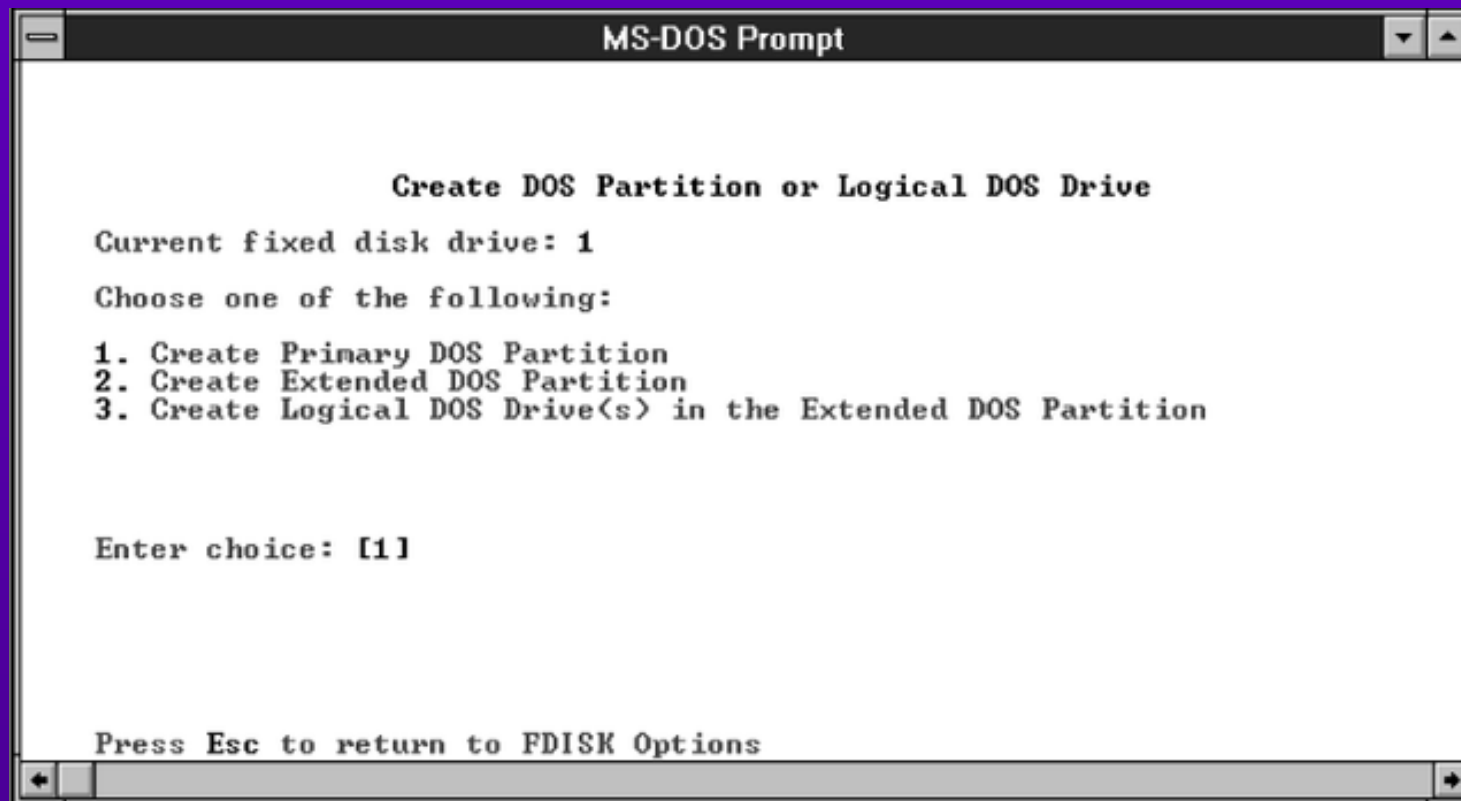 MS-DOS Prompt
Create DOS Partition or Logical DOS Drive
Current fixed disk drive: 1
Choose one of the following:
1. Create Primary DOS Partition
2. Create Extended DOS Partition
3. Create Logical DOS Drive(s) in the Extended DOS Partition
Enter choice: [1]
Press Esc to return to FDISK Options